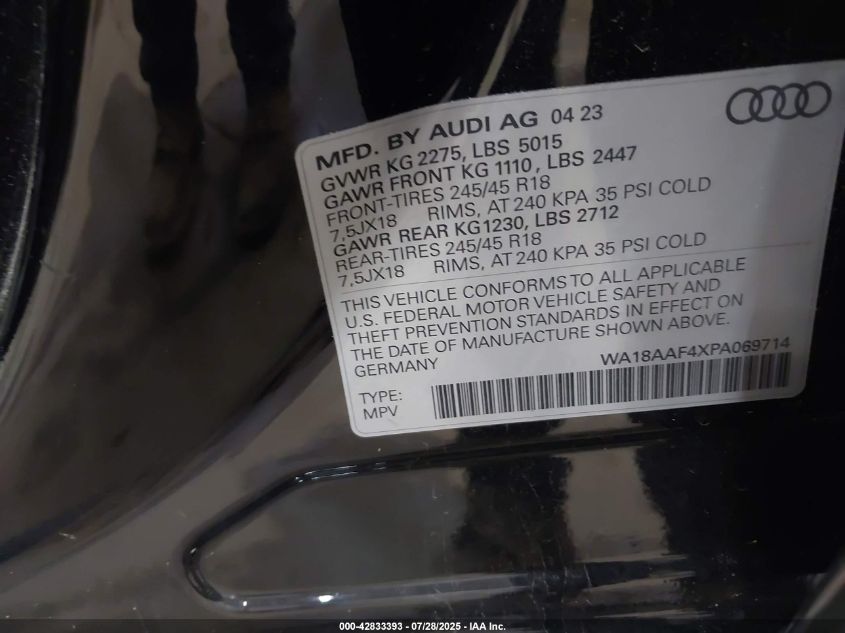 MFD. BY AUDI AG 04 23
GVWR KG 2275, LBS 5015
GAWR FRONT KG 1110, LBS 2447
FRONT-TIRES 245/45 R18
7,5JX18 RIMS, AT 240 KPA 35 PSI COLD
GAWR REAR KG1230, LBS 2712
REAR-TIRES 245/45 R18
7,5JX18 RIMS, AT 240 KPA 35 PSI COLD
THIS VEHICLE CONFORMS TO ALL APPLICABLE
U.S. FEDERAL MOTOR VEHICLE SAFETY AND
THEFT PREVENTION STANDARDS IN EFFECT ON
THE DATE OF MANUFACTURE SHOWN ABOVE.
GERMANY WA18AAF4XPA069714
TYPE:
MPV
000-42833393 - 07/28/2025 - IAA Inc.